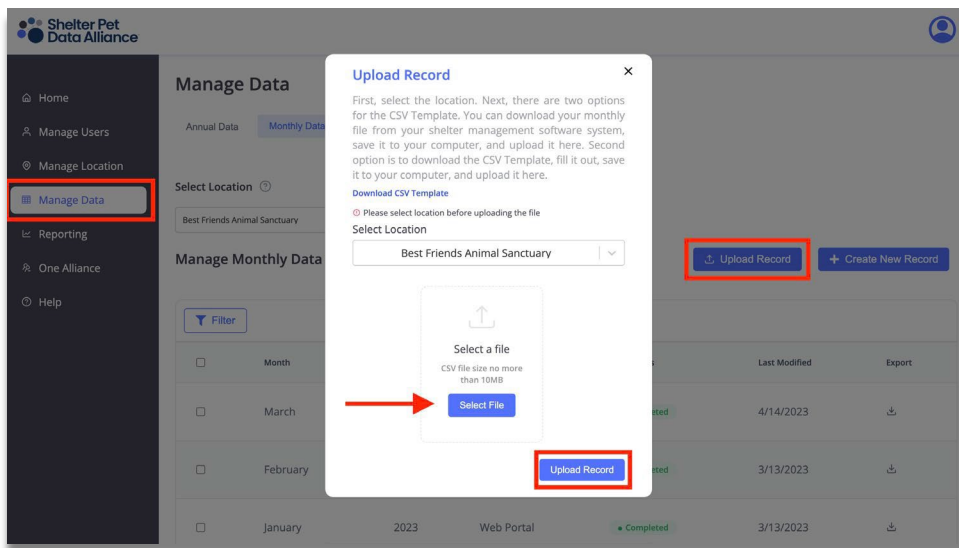 Shelter Pet
Data Alliance
Home
Manage Users
Manage Location
Manage Data
Reporting
One Alliance
Help
Manage Data
Annual Data
Monthly Data
Select Location
Best Friends Animal Sanctuary
Manage Monthly Data
Upload Record
Create New Record
Filter
Month
Last Modified
Export
March
4/14/2023
February
3/13/2023
January
2023
Web Portal
Completed
3/13/2023
Upload Record
First, select the location. Next, there are two options
for the CSV Template. You can download your monthly
file from your shelter management software system,
save it to your computer, and upload it here. Second
option is to download the CSV Template, fill it out, save
it to your computer, and upload it here.
Download CSV Template
Please select location before uploading the file
Select Location
Best Friends Animal Sanctuary
Select a file
CSV file size no more
than 10MB
Select File
Upload Record